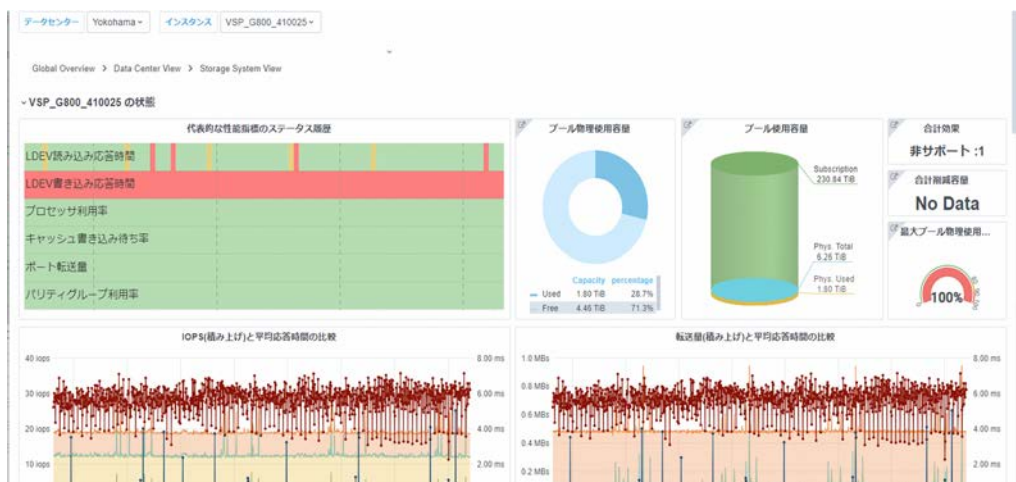 データセンター Yokohama インスタンス VSP_G800_410025
Global Overview > Data Center View > Storage System View
VSP_G800_410025 の状態
代表的な性能指標のステータス履歴
LDEV読み込み応答時間
LDEV書き込み応答時間
プロセッサ利用率
キャッシュ書き込み待ち率
ポート転送量
パリティグループ利用率
プール物理使用容量
Capacity percentage
Used 1.80 TiB 28.7%
Free 4.46 TiB 71.3%
プール使用容量
Subscription
230.84 TiB
Phys. Total
6.26 TiB
Phys. Used
1.80 TiB
合計効果
非サポート :1
合計削減容量
No Data
最大プール物理使用...
100%
IOPS(積み上げ)と平均応答時間の比較
40 iops
30 iops
20 iops
10 iops
8.00 ms
6.00 ms
4.00 ms
2.00 ms
転送量(積み上げ)と平均応答時間の比較
1.0 MBs
0.8 MBs
0.6 MBs
0.4 MBs
0.2 MBs
8.00 ms
6.00 ms
4.00 ms
2.00 ms